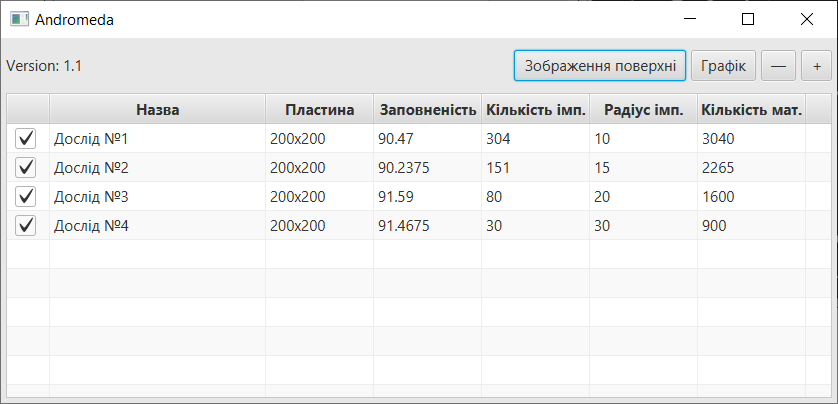 Andromeda
Version: 1.1 Зображення поверхні Графік — +
Назва Пластина Заповненість Кількість імп. Радіус імп. Кількість мат.
Дослід №1 200x200 90.47 304 10 3040
Дослід №2 200x200 90.2375 151 15 2265
Дослід №3 200x200 91.59 80 20 1600
Дослід №4 200x200 91.4675 30 30 900